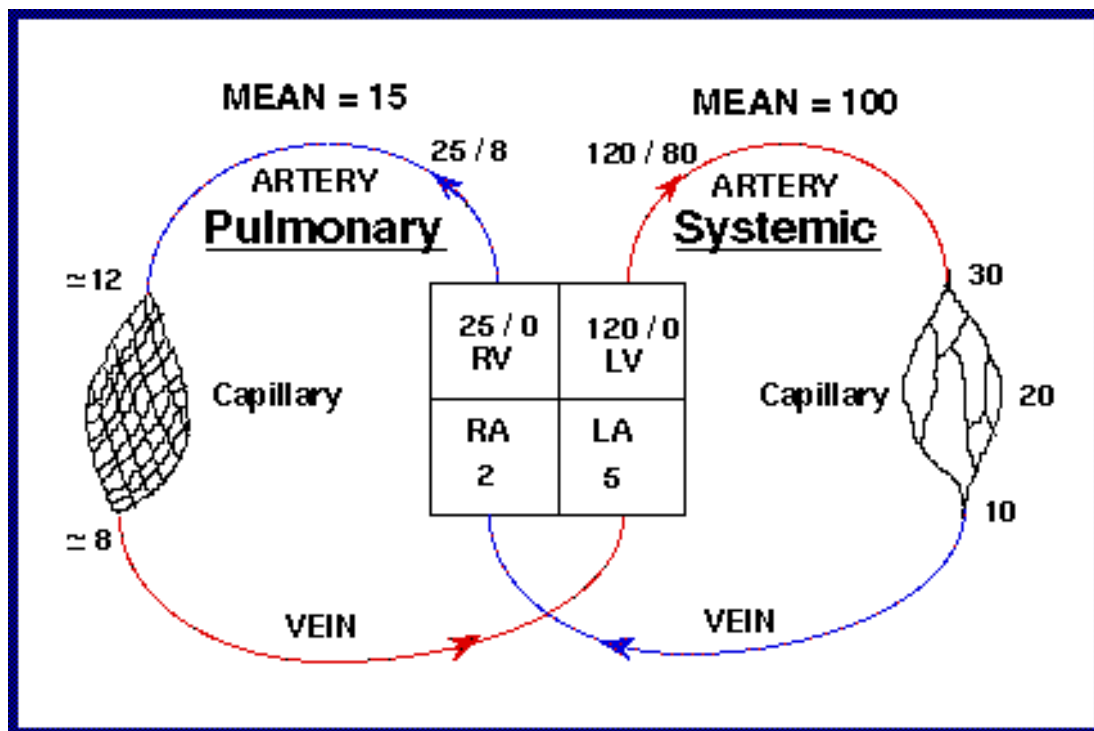 MEAN = 15
MEAN = 100
25 / 8
120 / 80
ARTERY
ARTERY
Pulmonary
Systemic
≃ 12
30
25 / 0
120 / 0
RV
LV
Capillary
Capillary
20
RA
LA
2
5
≃ 8
10
VEIN
VEIN